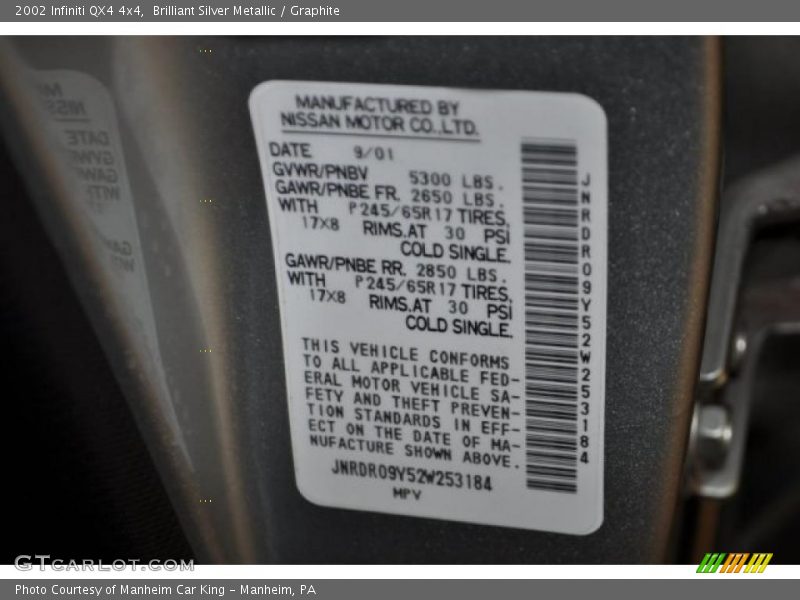 2002 Infiniti QX4 4x4, Brilliant Silver Metallic / Graphite
MANUFACTURED BY
NISSAN MOTOR CO.,LTD.
DATE 9/01
GVWR/PNBV 5300 LBS.
GAWR/PNBE FR. 2650 LBS.
WITH P245/65R17 TIRES,
17X8 RIMS,AT 30 PSI
COLD SINGLE.
GAWR/PNBE RR. 2850 LBS.
WITH P245/65R17 TIRES,
17X8 RIMS,AT 30 PSI
COLD SINGLE.
THIS VEHICLE CONFORMS
TO ALL APPLICABLE FED-
ERAL MOTOR VEHICLE SA-
FETY AND THEFT PREVEN-
TION STANDARDS IN EFF-
ECT ON THE DATE OF MA-
NUFACTURE SHOWN ABOVE.
JNRDR09Y52W253184
MPV
JNRDR09Y52W253184
GTcarlot.com
Photo Courtesy of Manheim Car King - Manheim, PA